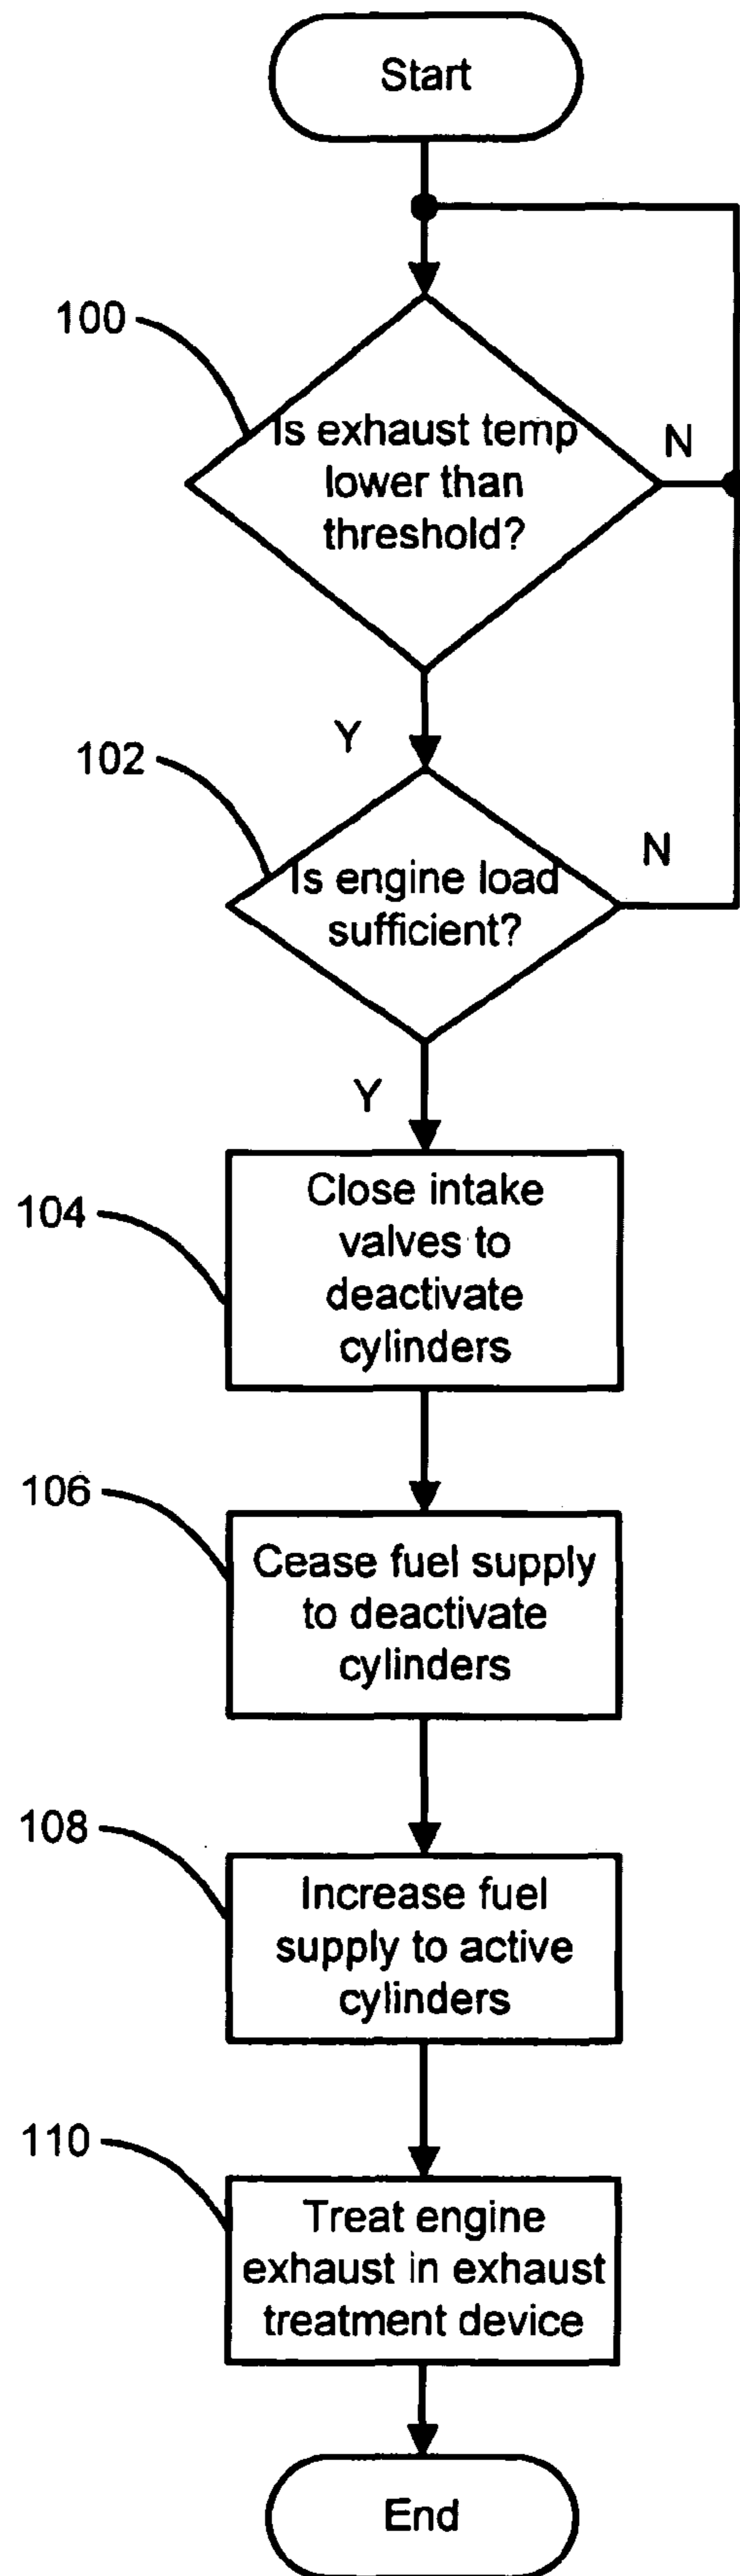 Start
100
Is exhaust temp
lower than
threshold?
N
Y
102
Is engine load
sufficient?
N
Y
104
Close intake
valves to
deactivate
cylinders
106
Cease fuel supply
to deactivate
cylinders
108
Increase fuel
supply to active
cylinders
110
Treat engine
exhaust in exhaust
treatment device
End